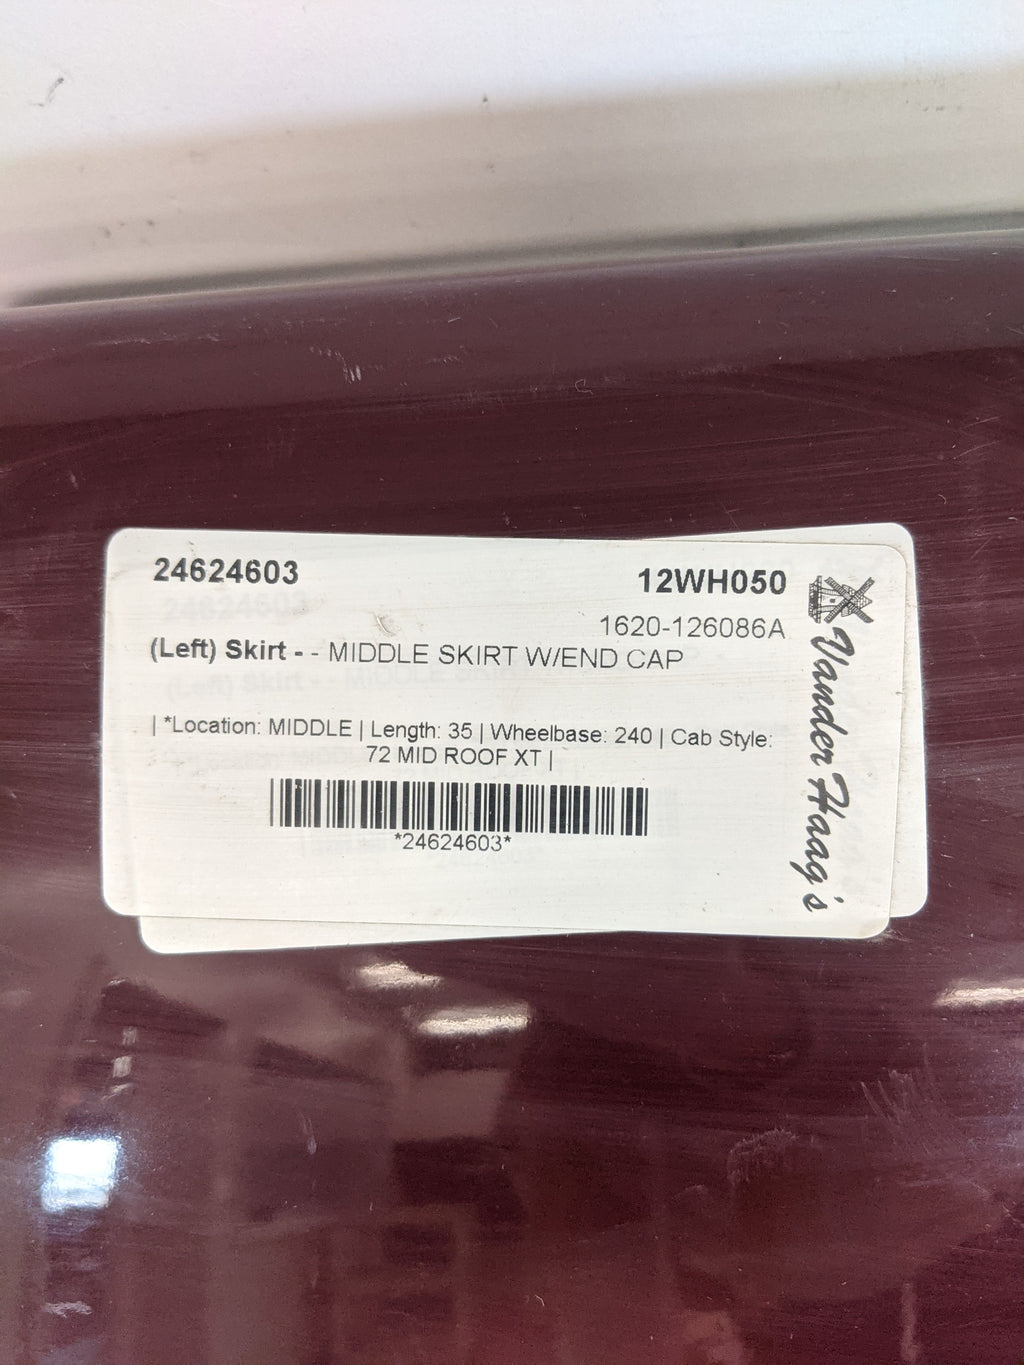 24624603
12WH050
1620-126086A
(Left) Skirt - - MIDDLE SKIRT W/END CAP
| *Location: MIDDLE | Length: 35 | Wheelbase: 240 | Cab Style:
72 MID ROOF XT |
*24624603*
Vander Haag's